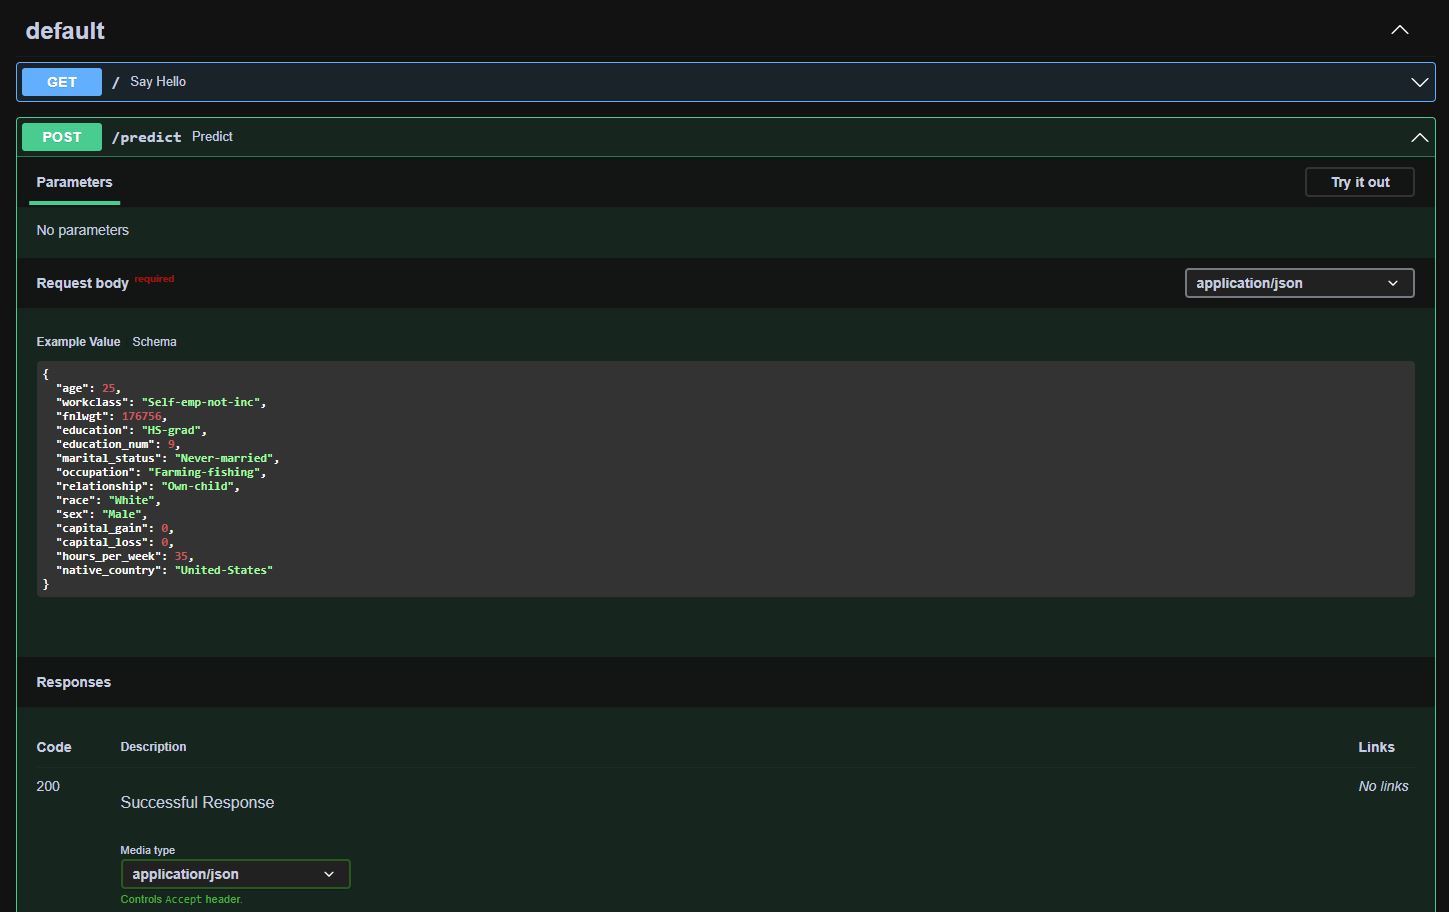 default
GET / Say Hello
POST /predict Predict
Parameters Try it out
No parameters
Request body required application/json
Example Value Schema
{
  "age": 25,
  "workclass": "Self-emp-not-inc",
  "fnlwgt": 176756,
  "education": "HS-grad",
  "education_num": 9,
  "marital_status": "Never-married",
  "occupation": "Farming-fishing",
  "relationship": "Own-child",
  "race": "White",
  "sex": "Male",
  "capital_gain": 0,
  "capital_loss": 0,
  "hours_per_week": 35,
  "native_country": "United-States"
}
Responses
Code Description Links
200 No links
Successful Response
Media type
application/json
Controls Accept header.